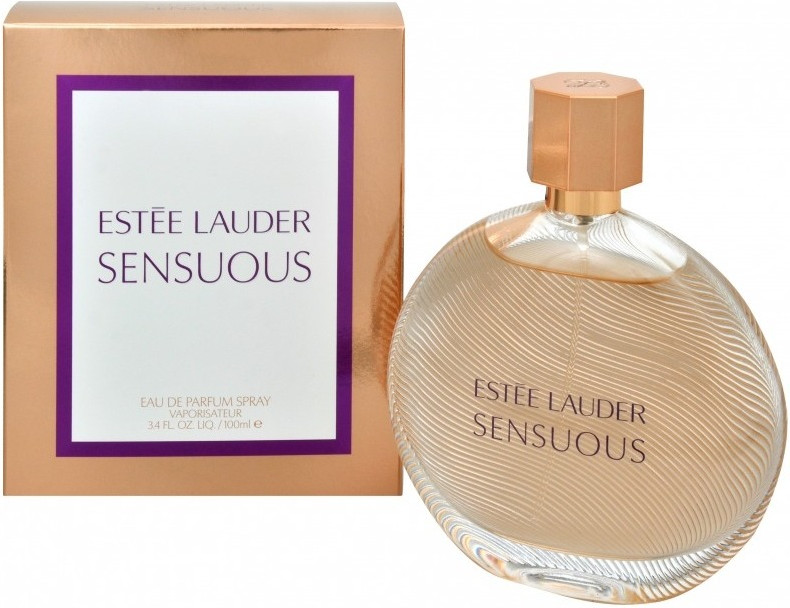 ESTĒE LAUDER
SENSUOUS
EAU DE PARFUM SPRAY
VAPORISATEUR
3.4 FL. OZ. LIQ. / 100ml ℮
ESTĒE LAUDER
SENSUOUS